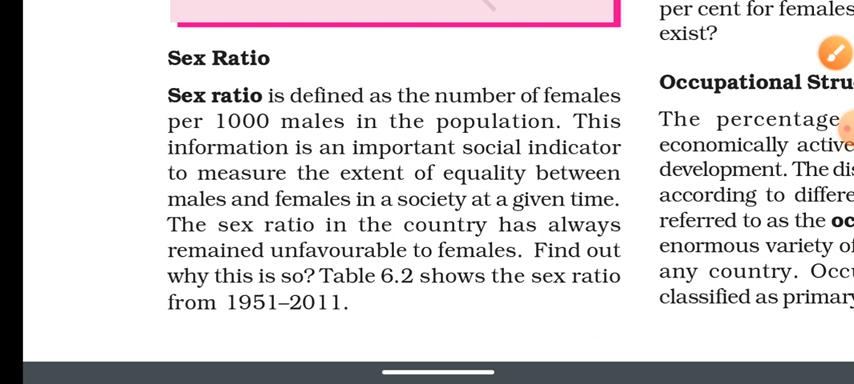 Sex Ratio
Sex ratio is defined as the number of females
per 1000 males in the population. This
information is an important social indicator
to measure the extent of equality between
males and females in a society at a given time.
The sex ratio in the country has always
remained unfavourable to females. Find out
why this is so? Table 6.2 shows the sex ratio
from 1951–2011.
per cent for females
exist?
Occupational Stru
The percentage
economically active
development. The dis
according to differe
referred to as the oc
enormous variety of
any country. Occu
classified as primary